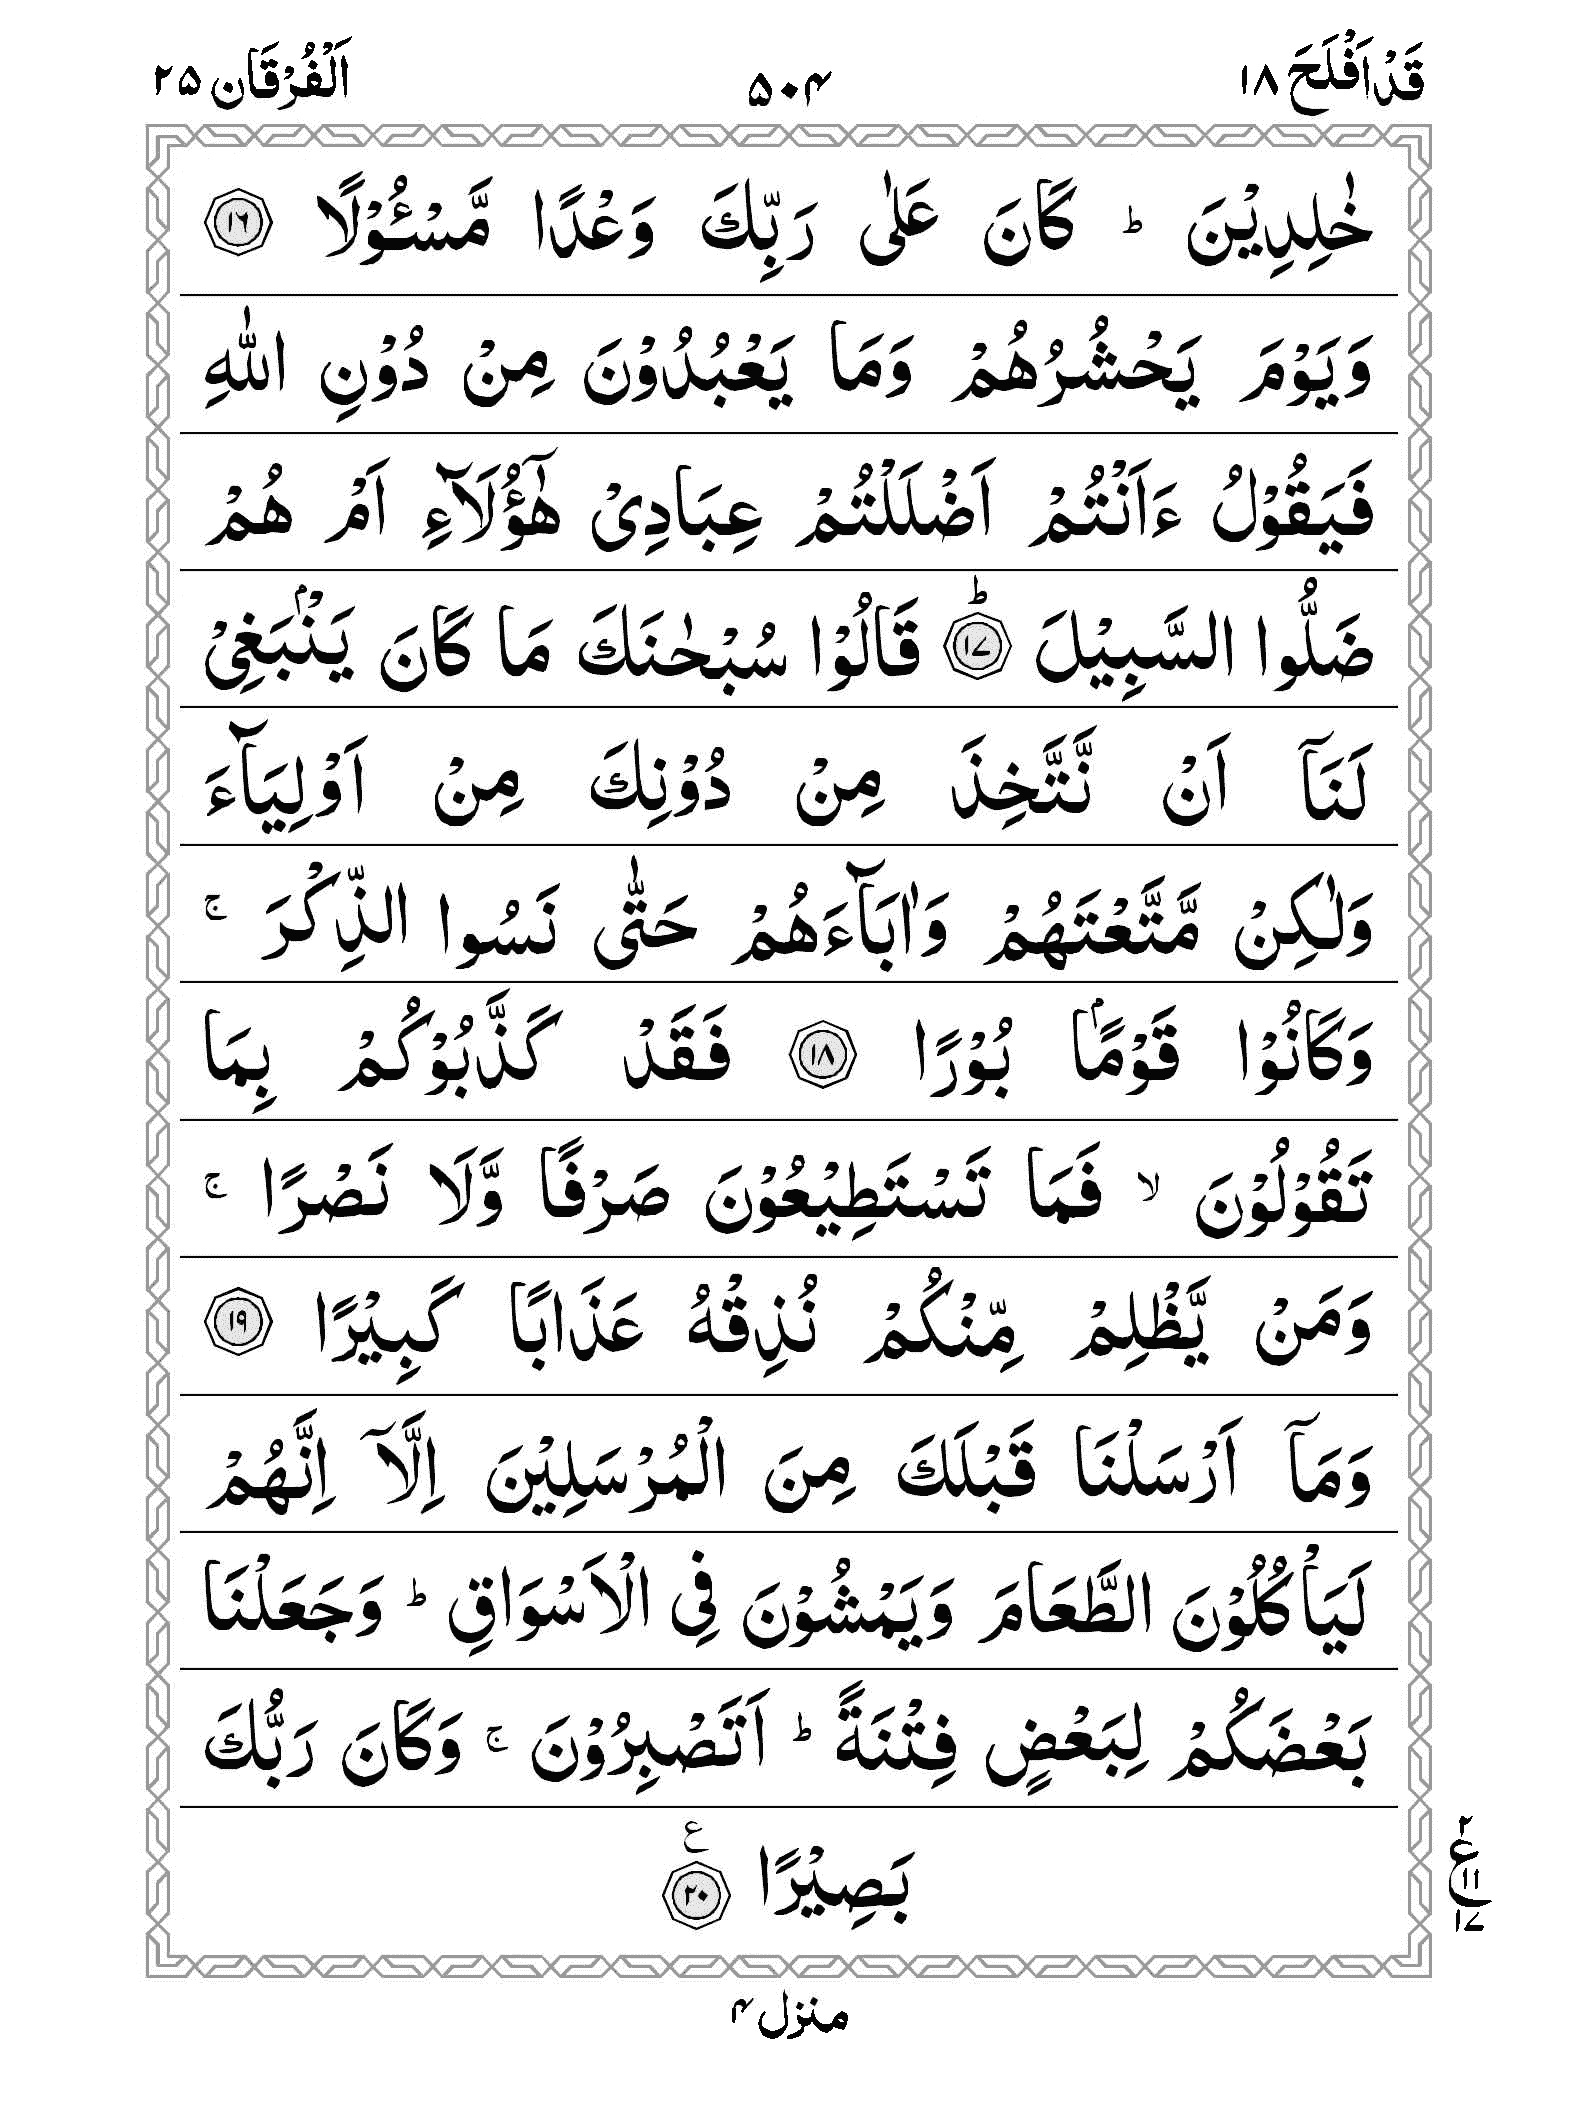 قَدْ اَفْلَحَ ١٨ ۵۰۴ اَلْفُرْقَان ٢۵
خٰلِدِيْنَ ؕ كَانَ عَلٰى رَبِّكَ وَعْدًا مَّسْـُٔوْلًا ١٦
وَيَوْمَ يَحْشُرُهُمْ وَمَا يَعْبُدُوْنَ مِنْ دُوْنِ اللّٰهِ
فَيَقُوْلُ ءَاَنْتُمْ اَضْلَلْتُمْ عِبَادِيْ هٰٓؤُلَآءِ اَمْ هُمْ
ضَلُّوا السَّبِيْلَ ؕ ١٧ قَالُوْا سُبْحٰنَكَ مَا كَانَ يَنْۢبَغِيْ
لَنَاۤ اَنْ نَّتَّخِذَ مِنْ دُوْنِكَ مِنْ اَوْلِيَآءَ
وَلٰكِنْ مَّتَّعْتَهُمْ وَاٰبَآءَهُمْ حَتّٰى نَسُوا الذِّكْرَ ۚ
وَكَانُوْا قَوْمًاۢ بُوْرًا ١٨ فَقَدْ كَذَّبُوْكُمْ بِمَا
تَقُوْلُوْنَ ۙ فَمَا تَسْتَطِيْعُوْنَ صَرْفًا وَّلَا نَصْرًا ۚ
وَمَنْ يَّظْلِمْ مِّنْكُمْ نُذِقْهُ عَذَابًا كَبِيْرًا ١٩
وَمَاۤ اَرْسَلْنَا قَبْلَكَ مِنَ الْمُرْسَلِيْنَ اِلَّاۤ اِنَّهُمْ
لَيَاْكُلُوْنَ الطَّعَامَ وَيَمْشُوْنَ فِي الْاَسْوَاقِ ؕ وَجَعَلْنَا
بَعْضَكُمْ لِبَعْضٍ فِتْنَةً ؕ اَتَصْبِرُوْنَ ۚ وَكَانَ رَبُّكَ
بَصِيْرًا ع ٢٠
٢ ع ١١ ١٧
منزل ۴